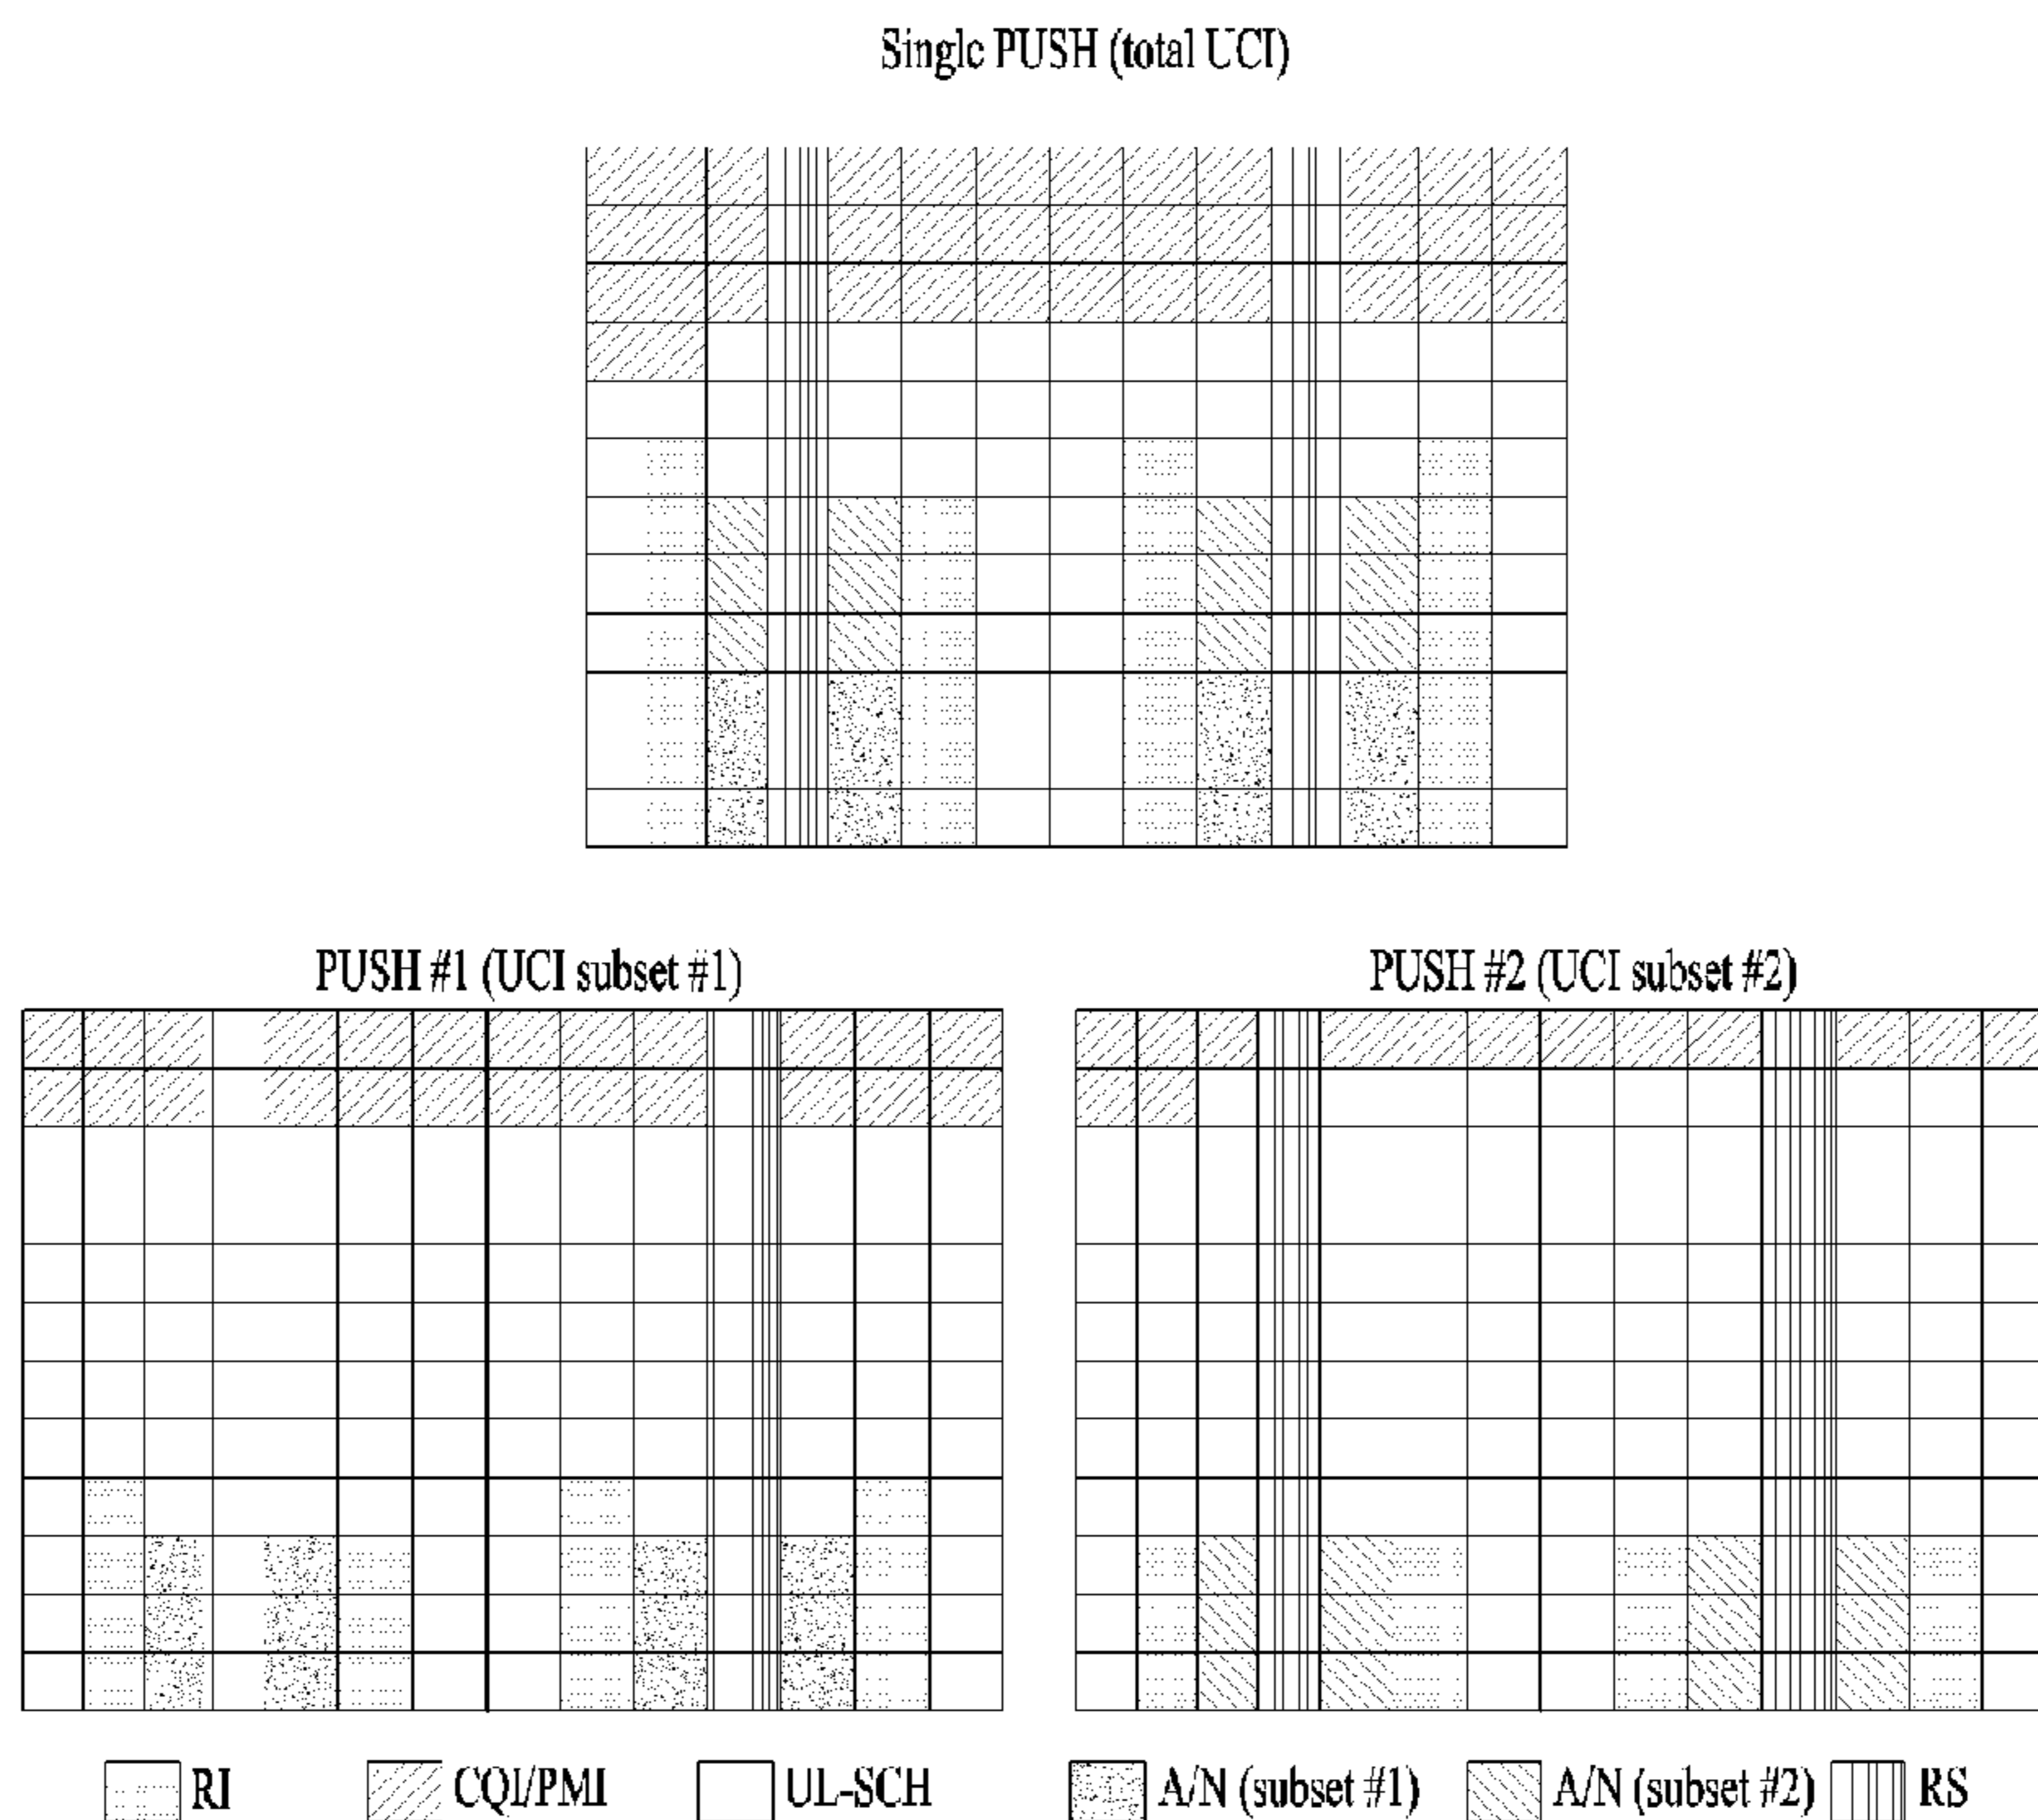 Single PUSH (total UCI)
PUSH #1 (UCI subset #1)
PUSH #2 (UCI subset #2)
RI
CQI/PMI
UL-SCH
A/N (subset #1)
A/N (subset #2)
RS